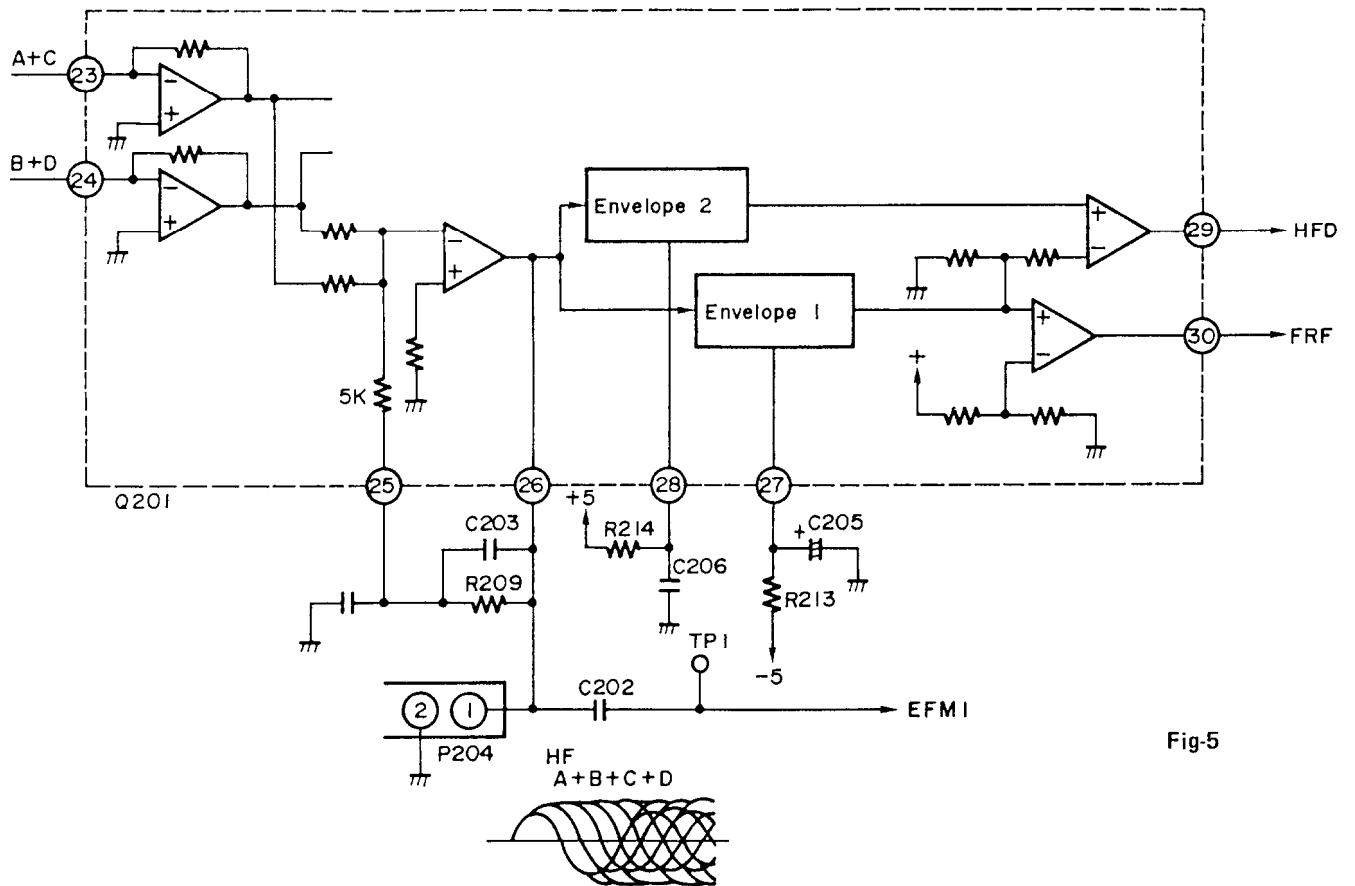 A+C
23
-
+
B+D
24
-
+
-
+
Envelope 2
Envelope 1
+
-
29
HFD
+
-
30
FRF
+
5K
25
26
28
27
Q201
+5
R214
C203
C206
+ C205
R209
R213
-5
TP1
C202
EFM1
2
1
P204
HF
A+B+C+D
Fig-5